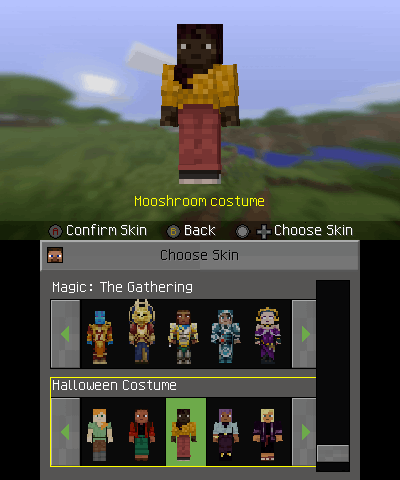 Mooshroom costume
A Confirm Skin B Back Choose Skin
Choose Skin
Magic: The Gathering
Halloween Costume